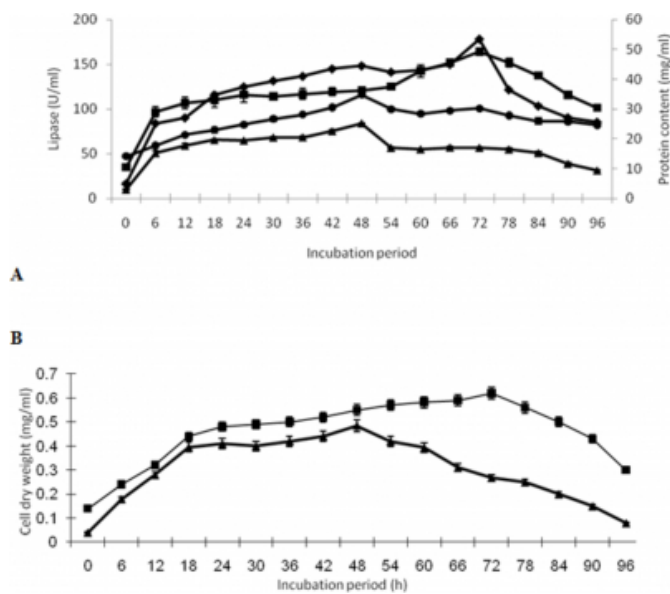 200
150
100
50
0
Lipase (U/ml)
60
50
40
30
20
10
0
Protein content (mg/ml)
0 6 12 18 24 30 36 42 48 54 60 66 72 78 84 90 96
Incubation period
A
B
0.7
0.6
0.5
0.4
0.3
0.2
0.1
0
Cell dry weight (mg/ml)
0 6 12 18 24 30 36 42 48 54 60 66 72 78 84 90 96
Incubation period (h)